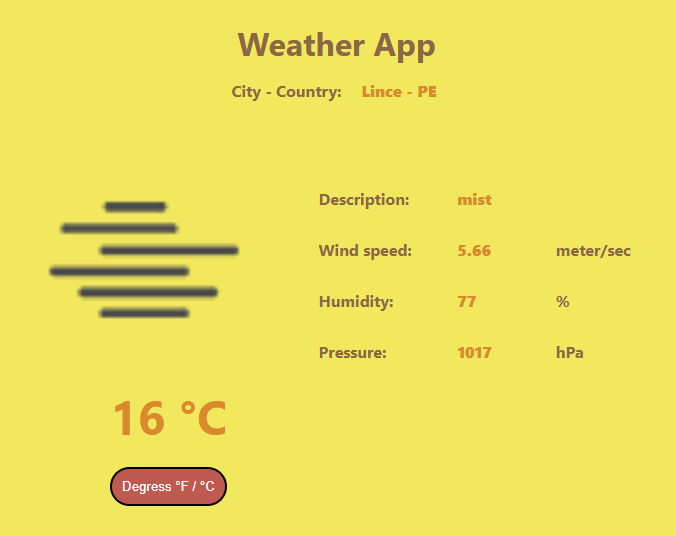 Weather App
City - Country: Lince - PE
Description: mist
Wind speed: 5.66 meter/sec
Humidity: 77 %
Pressure: 1017 hPa
16 °C
Degress °F / °C